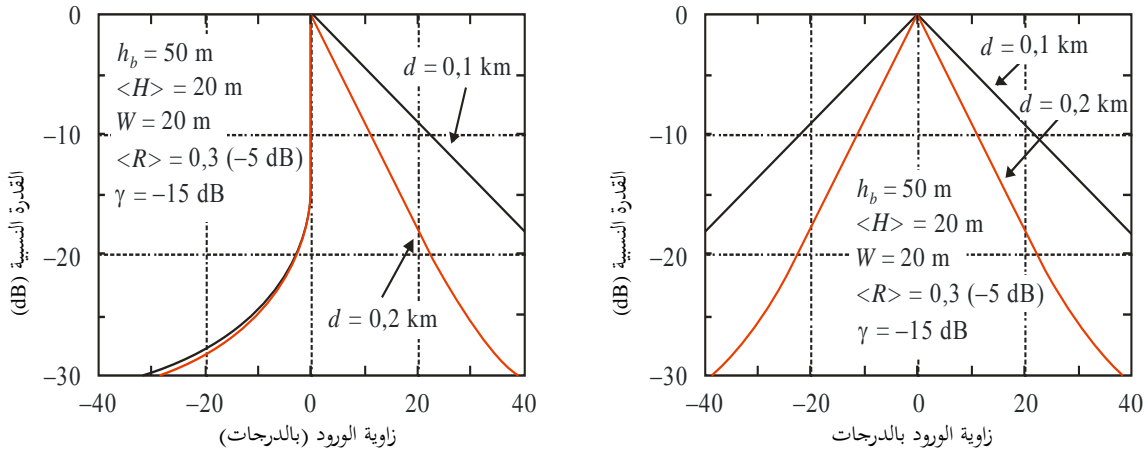 0
−10
−20
−30
−40
−20
0
20
40
h_b = 50 m
<H> = 20 m
W = 20 m
<R> = 0,3 (−5 dB)
γ = −15 dB
d = 0,1 km
d = 0,2 km
القدرة النسبية (dB)
زاوية الورود (بالدرجات)
0
−10
−20
−30
−40
−20
0
20
40
d = 0,1 km
d = 0,2 km
h_b = 50 m
<H> = 20 m
W = 20 m
<R> = 0,3 (−5 dB)
γ = −15 dB
القدرة النسبية (dB)
زاوية الورود بالدرجات